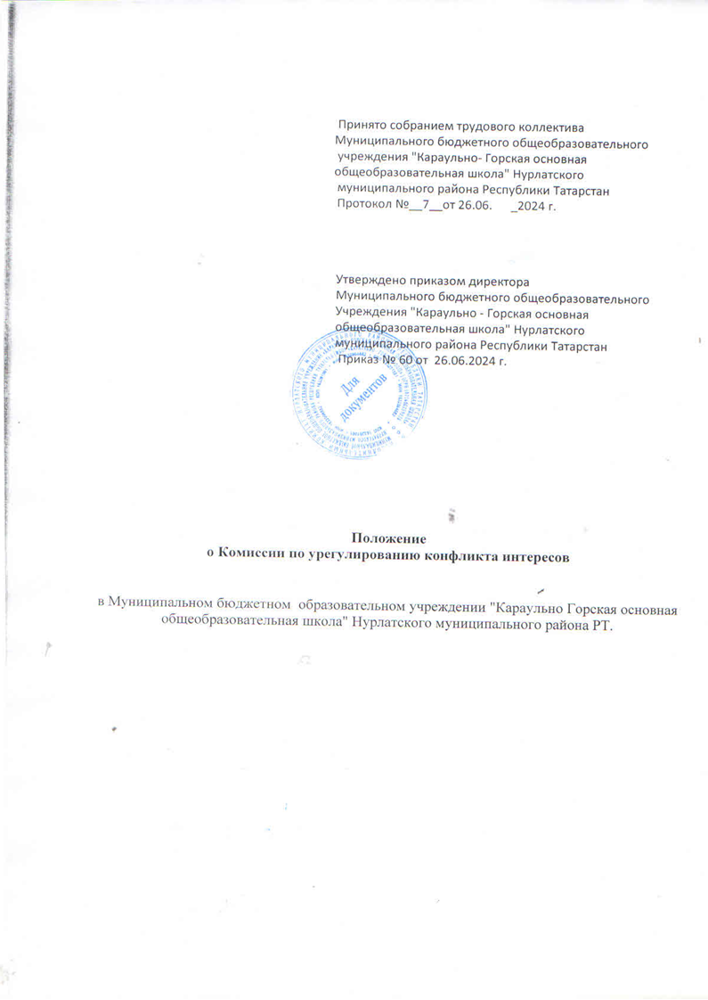 Принято собранием трудового коллектива
Муниципального бюджетного общеобразовательного
учреждения "Караульно- Горская основная
общеобразовательная школа" Нурлатского
муниципального района Республики Татарстан
Протокол №__7__от 26.06. _2024 г.
Утверждено приказом директора
Муниципального бюджетного общеобразовательного
Учреждения "Караульно - Горская основная
общеобразовательная школа" Нурлатского
муниципального района Республики Татарстан
Приказ № 60 от 26.06.2024 г.
Для
документов
Положение
о Комиссии по урегулированию конфликта интересов
в Муниципальном бюджетном образовательном учреждении "Караульно Горская основная
общеобразовательная школа" Нурлатского муниципального района РТ.